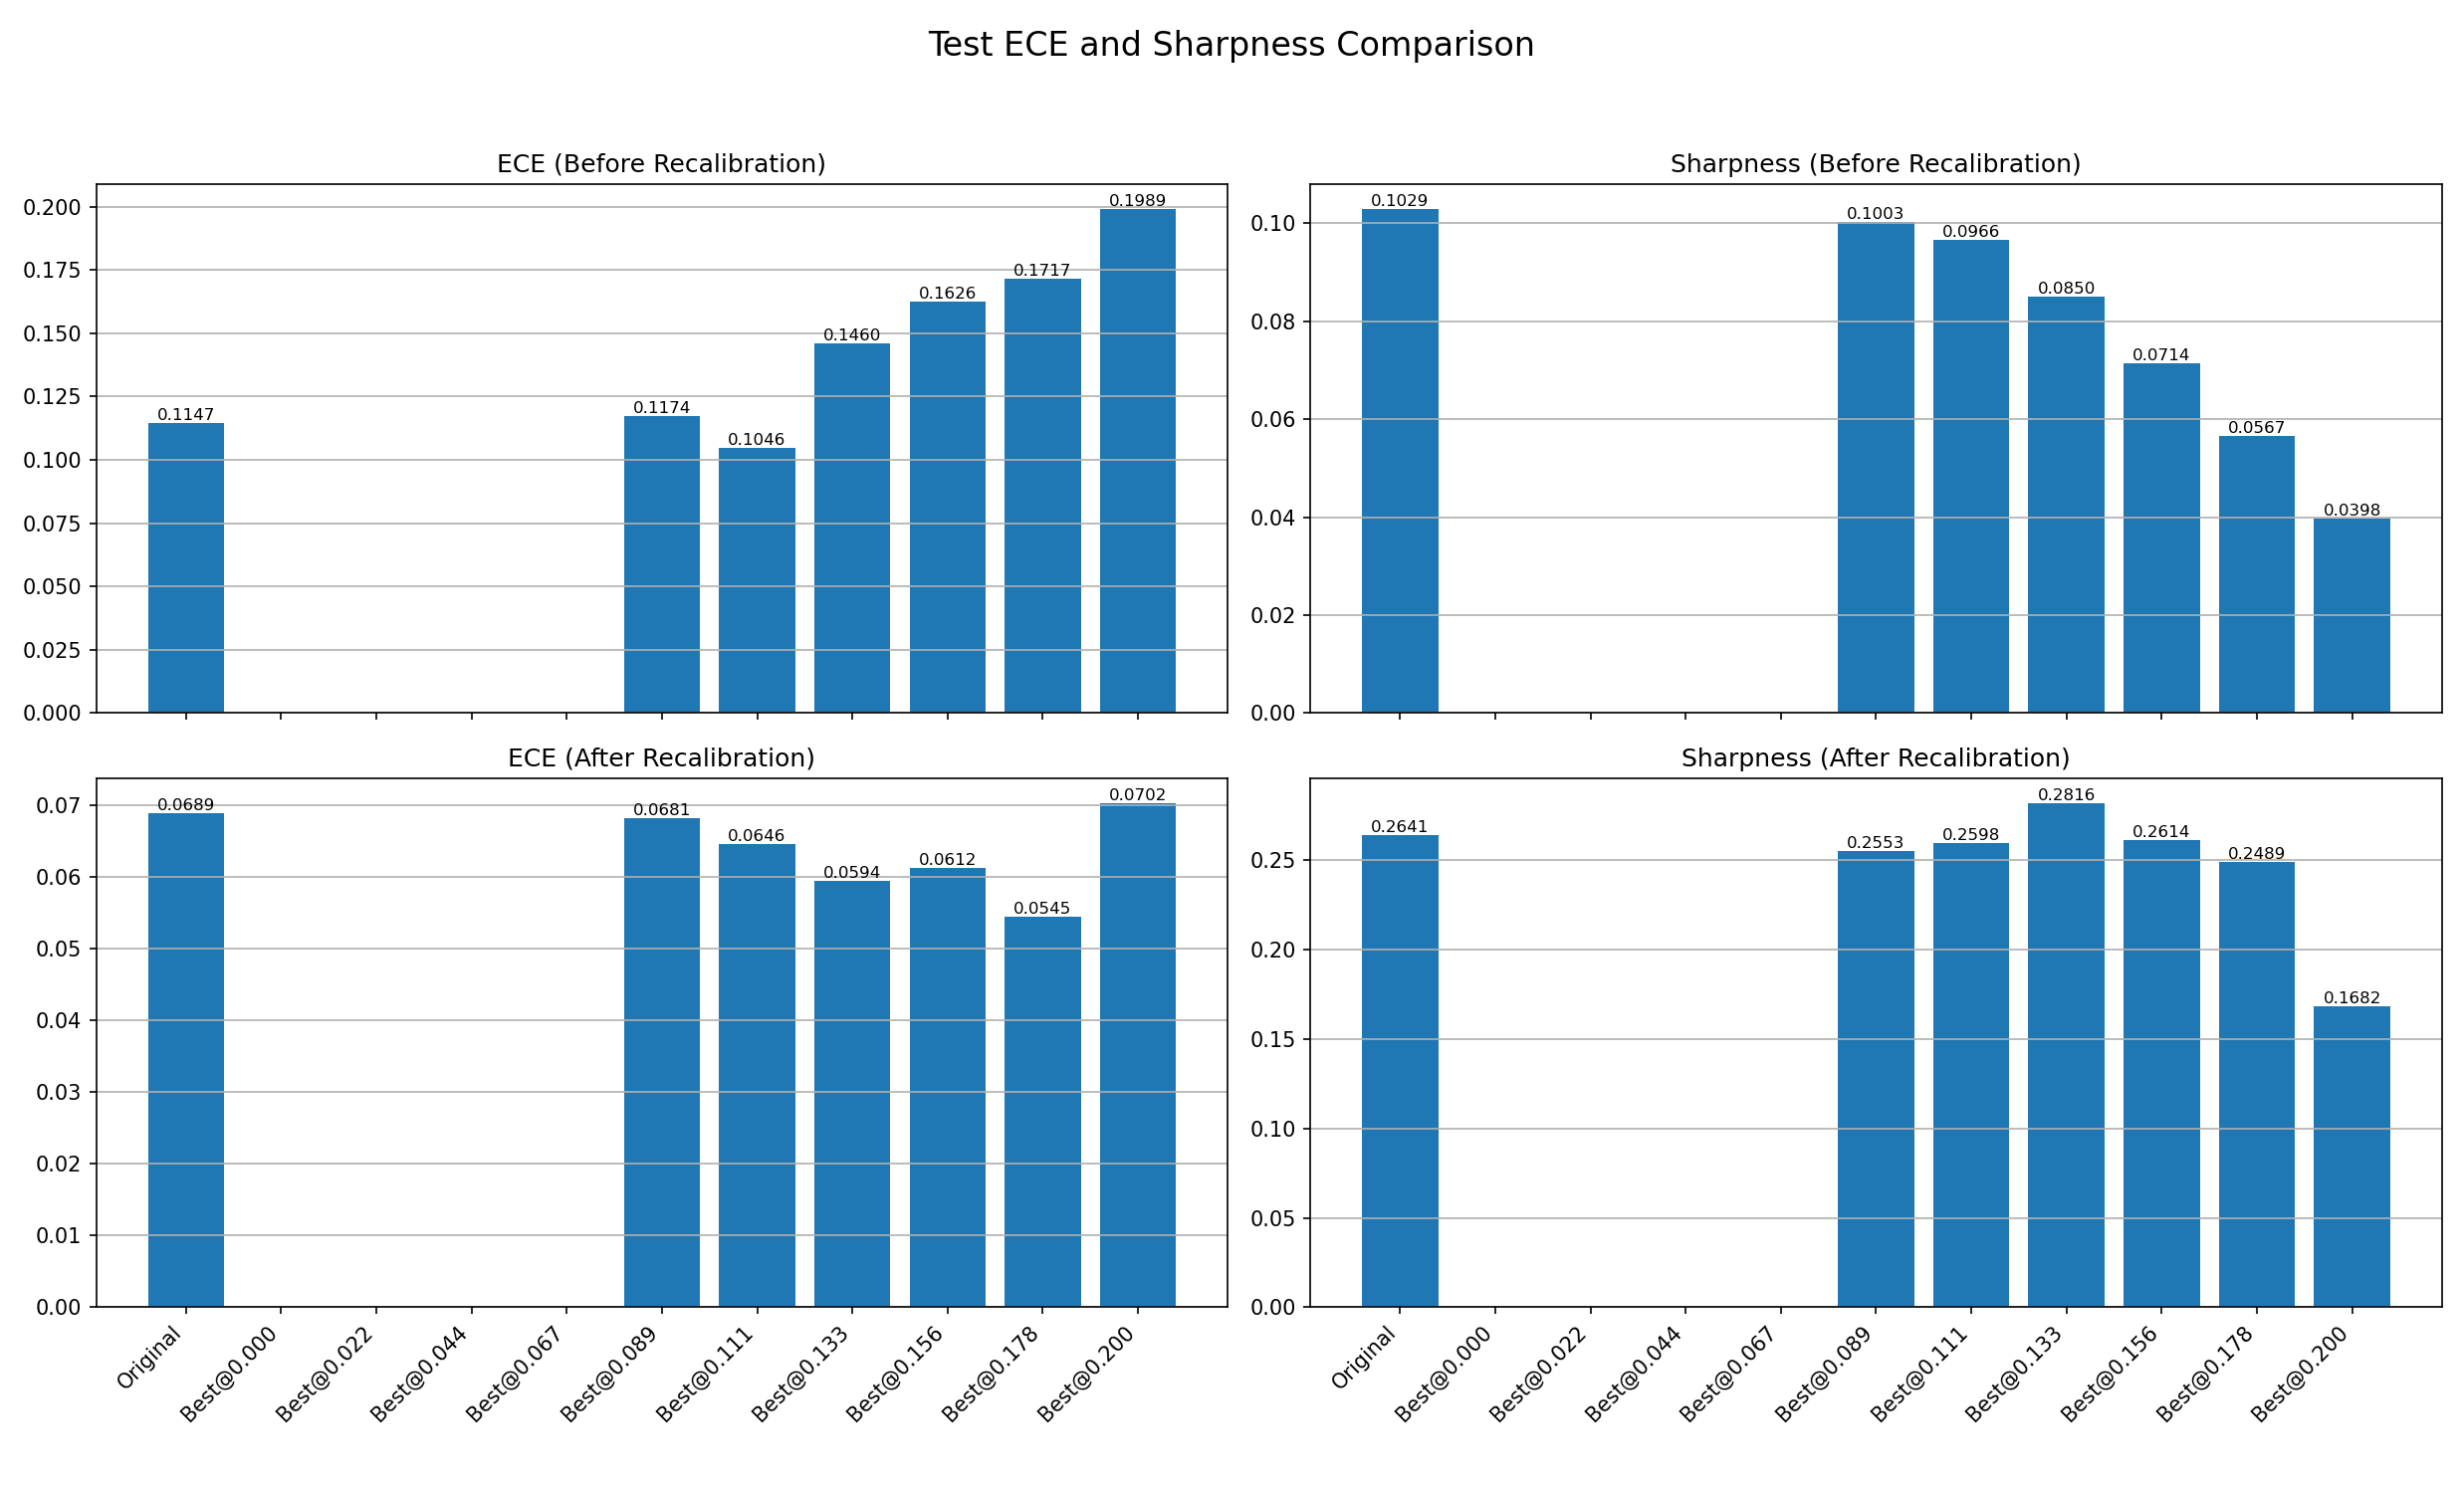 Test ECE and Sharpness Comparison
ECE (Before Recalibration)
0.200
0.175
0.150
0.125
0.100
0.075
0.050
0.025
0.000
0.1147
0.1174
0.1046
0.1460
0.1626
0.1717
0.1989
Sharpness (Before Recalibration)
0.10
0.08
0.06
0.04
0.02
0.00
0.1029
0.1003
0.0966
0.0850
0.0714
0.0567
0.0398
ECE (After Recalibration)
0.07
0.06
0.05
0.04
0.03
0.02
0.01
0.00
0.0689
0.0681
0.0646
0.0594
0.0612
0.0545
0.0702
Original
Best@0.000
Best@0.022
Best@0.044
Best@0.067
Best@0.089
Best@0.111
Best@0.133
Best@0.156
Best@0.178
Best@0.200
Sharpness (After Recalibration)
0.25
0.20
0.15
0.10
0.05
0.00
0.2641
0.2553
0.2598
0.2816
0.2614
0.2489
0.1682
Original
Best@0.000
Best@0.022
Best@0.044
Best@0.067
Best@0.089
Best@0.111
Best@0.133
Best@0.156
Best@0.178
Best@0.200